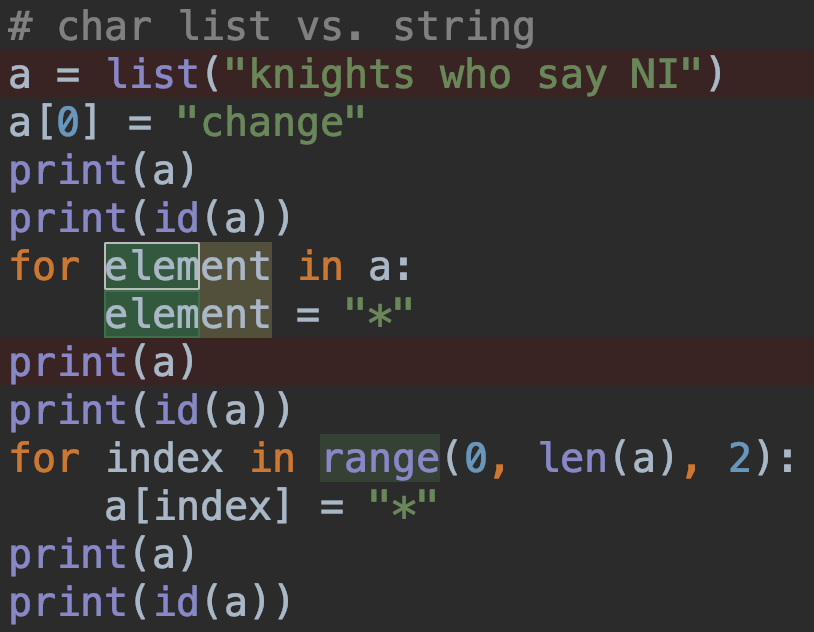 # char list vs. string
a = list("knights who say NI")
a[0] = "change"
print(a)
print(id(a))
for element in a:
    element = "*"
print(a)
print(id(a))
for index in range(0, len(a), 2):
    a[index] = "*"
print(a)
print(id(a))